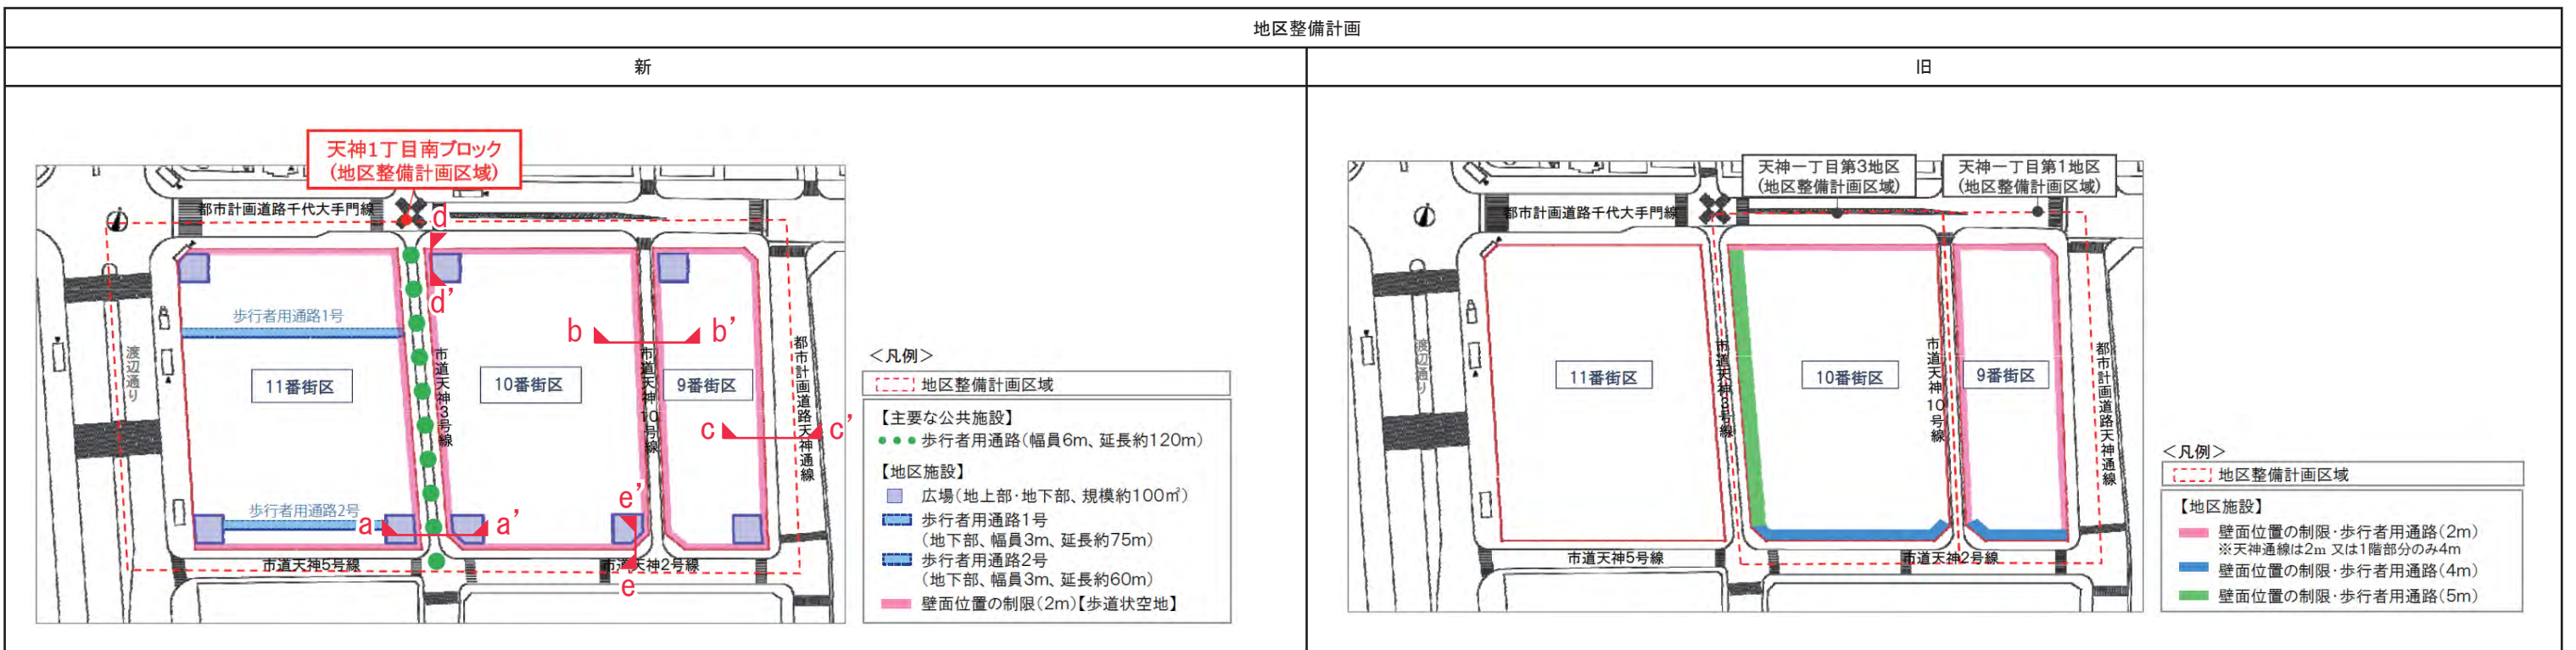 地区整備計画
新
旧
天神1丁目南ブロック
(地区整備計画区域)
都市計画道路千代大手門線
d
d’
歩行者用通路1号
渡辺通り
11番街区
市道天神3号線
10番街区
b
b’
市道天神10号線
9番街区
都市計画道路天神通線
c
c’
歩行者用通路2号
a
a’
e’
e
市道天神5号線
市道天神2号線
<凡例>
地区整備計画区域
【主要な公共施設】
歩行者用通路(幅員6m、延長約120m)
【地区施設】
広場(地上部・地下部、規模約100㎡)
歩行者用通路1号
(地下部、幅員3m、延長約75m)
歩行者用通路2号
(地下部、幅員3m、延長約60m)
壁面位置の制限(2m)【歩道状空地】
天神一丁目第3地区
(地区整備計画区域)
天神一丁目第1地区
(地区整備計画区域)
都市計画道路千代大手門線
渡辺通り
11番街区
市道天神3号線
10番街区
市道天神10号線
9番街区
都市計画道路天神通線
市道天神5号線
市道天神2号線
<凡例>
地区整備計画区域
【地区施設】
壁面位置の制限・歩行者用通路(2m)
※天神通線は2m 又は1階部分のみ4m
壁面位置の制限・歩行者用通路(4m)
壁面位置の制限・歩行者用通路(5m)